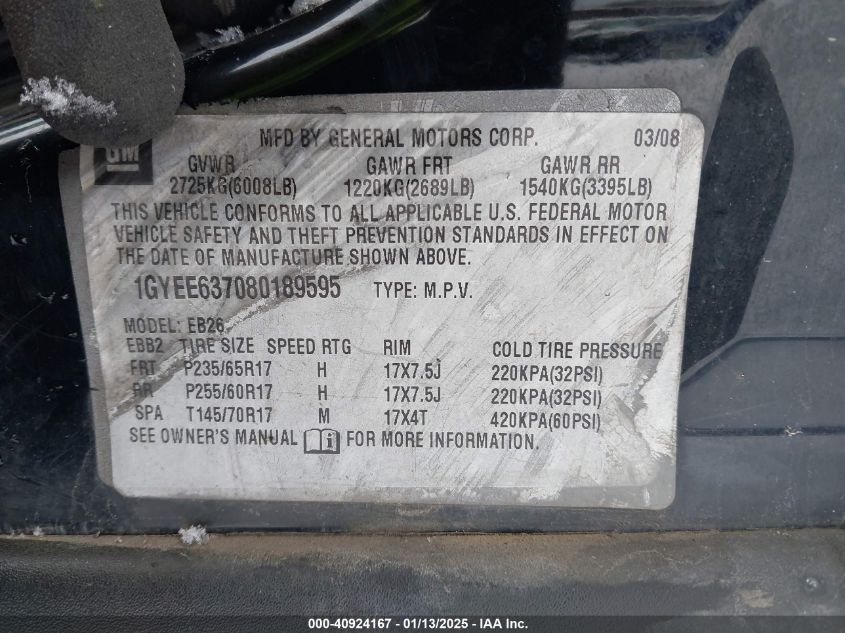 GM
MFD BY GENERAL MOTORS CORP. 03/08
GVWR GAWR FRT GAWR RR
2725KG(6008LB) 1220KG(2689LB) 1540KG(3395LB)
THIS VEHICLE CONFORMS TO ALL APPLICABLE U.S. FEDERAL MOTOR
VEHICLE SAFETY AND THEFT PREVENTION STANDARDS IN EFFECT ON
THE DATE OF MANUFACTURE SHOWN ABOVE.
1GYEE637080189595 TYPE: M.P.V.
MODEL: EB26
EBB2 TIRE SIZE SPEED RTG RIM COLD TIRE PRESSURE
FRT P235/65R17 H 17X7.5J 220KPA(32PSI)
RR P255/60R17 H 17X7.5J 220KPA(32PSI)
SPA T145/70R17 M 17X4T 420KPA(60PSI)
SEE OWNER'S MANUAL FOR MORE INFORMATION.
000-40924167 - 01/13/2025 - IAA Inc.